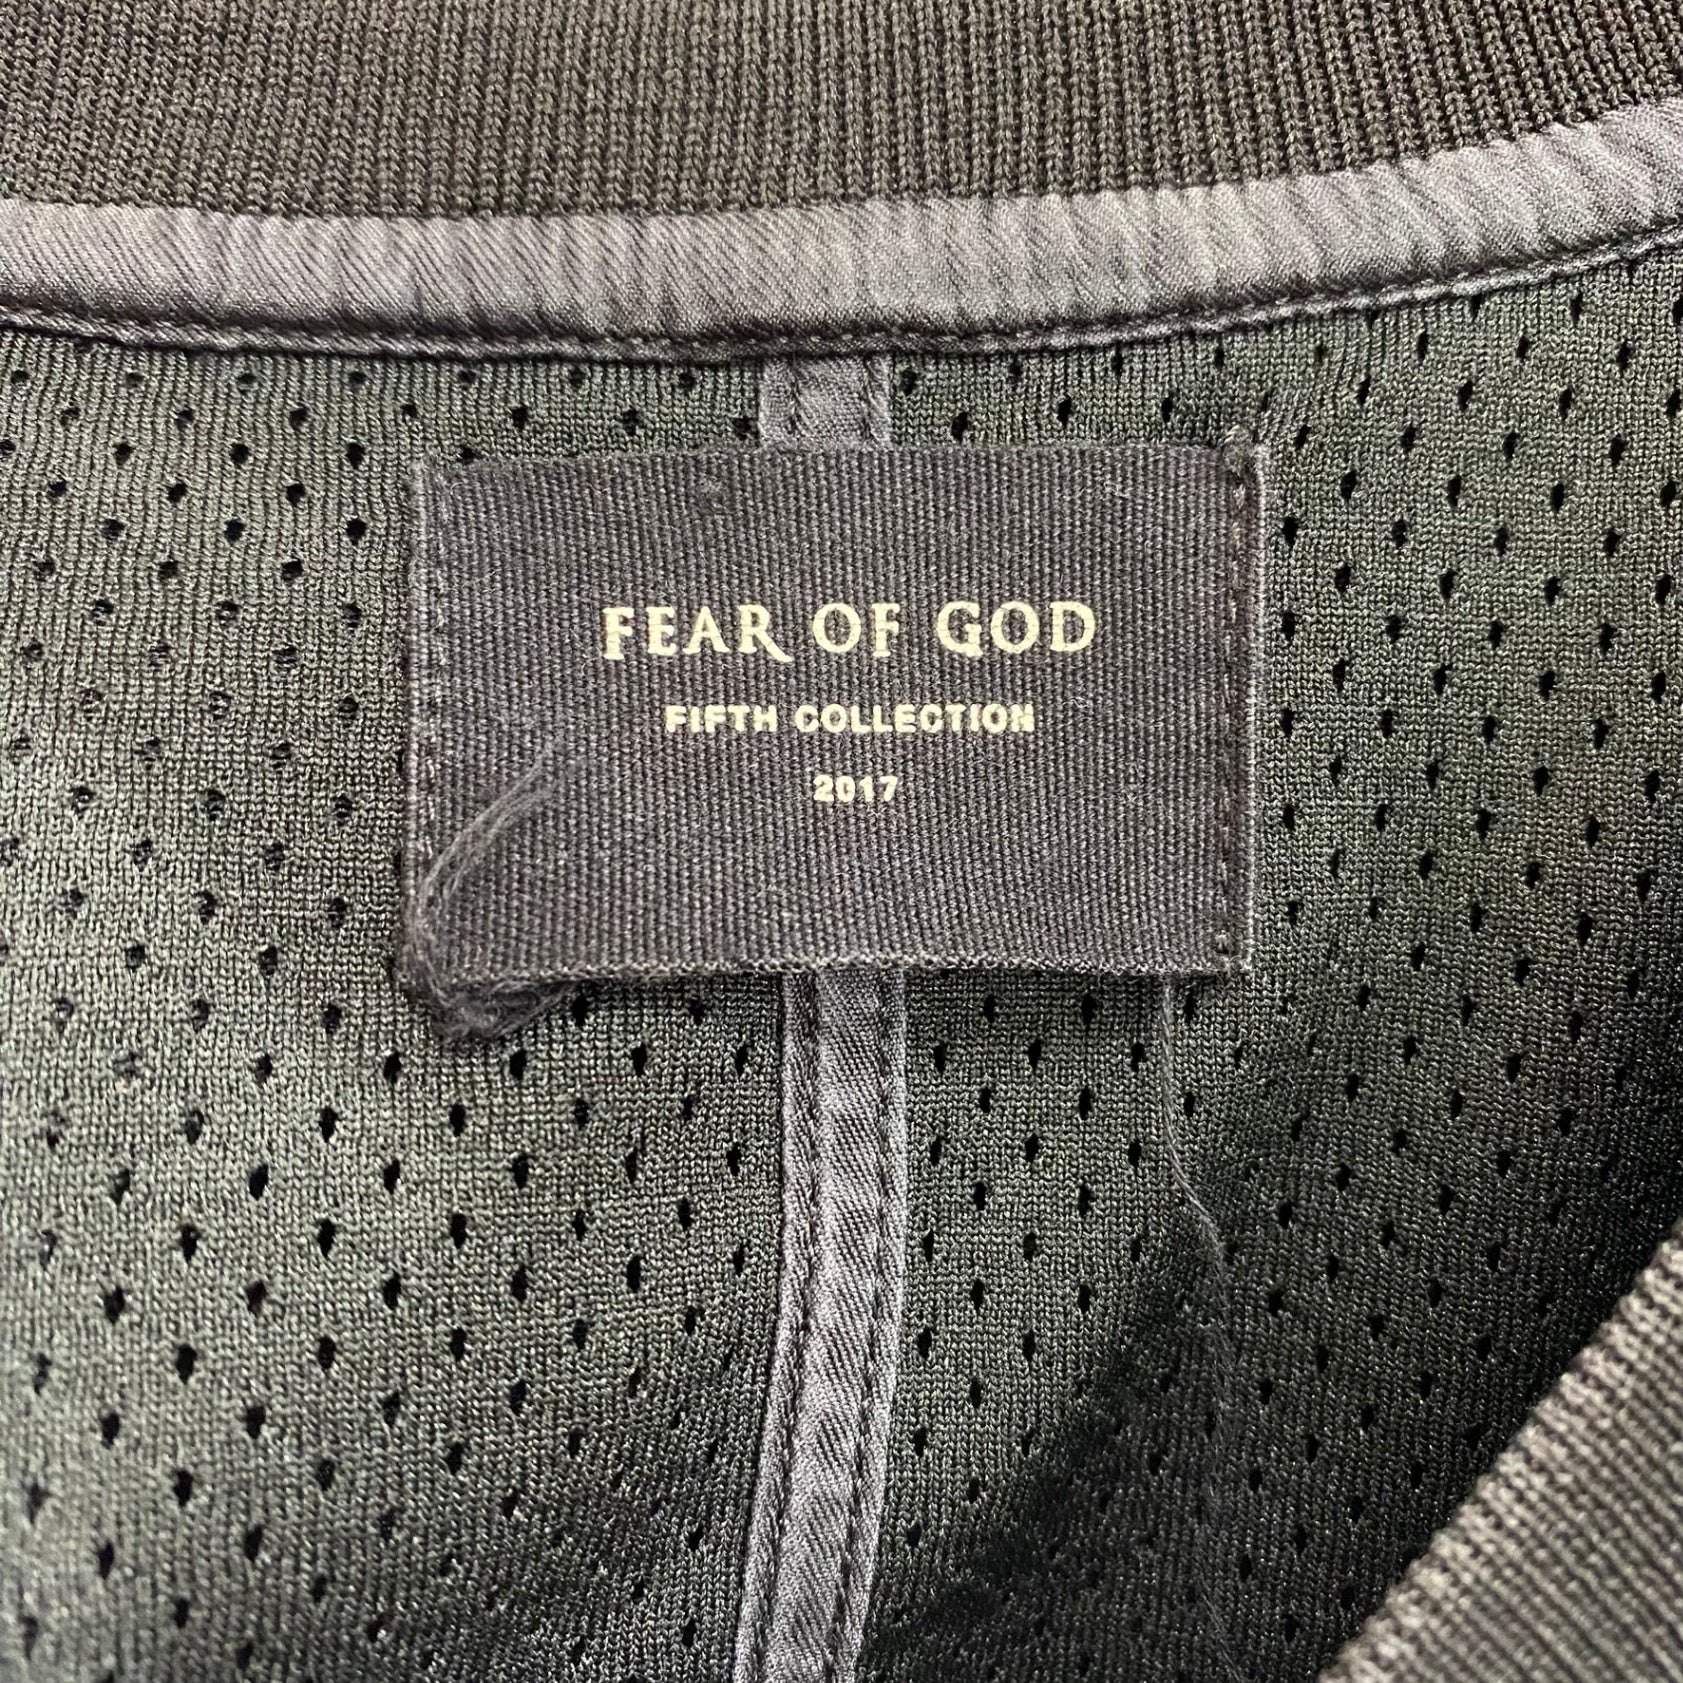 FEAR OF GOD
FIFTH COLLECTION
2017